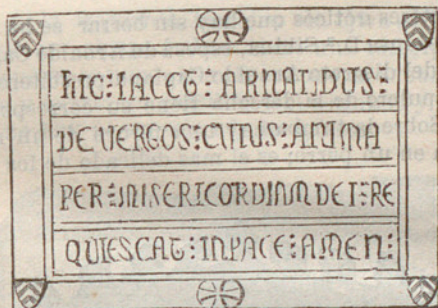 HIC : IACET : ARNALDUS :
DE VERGOS : CUIUS : ANIMA
PER : MISERICORDIAM DEI : RE
QUIESCAT : IN PACE : AMEN :